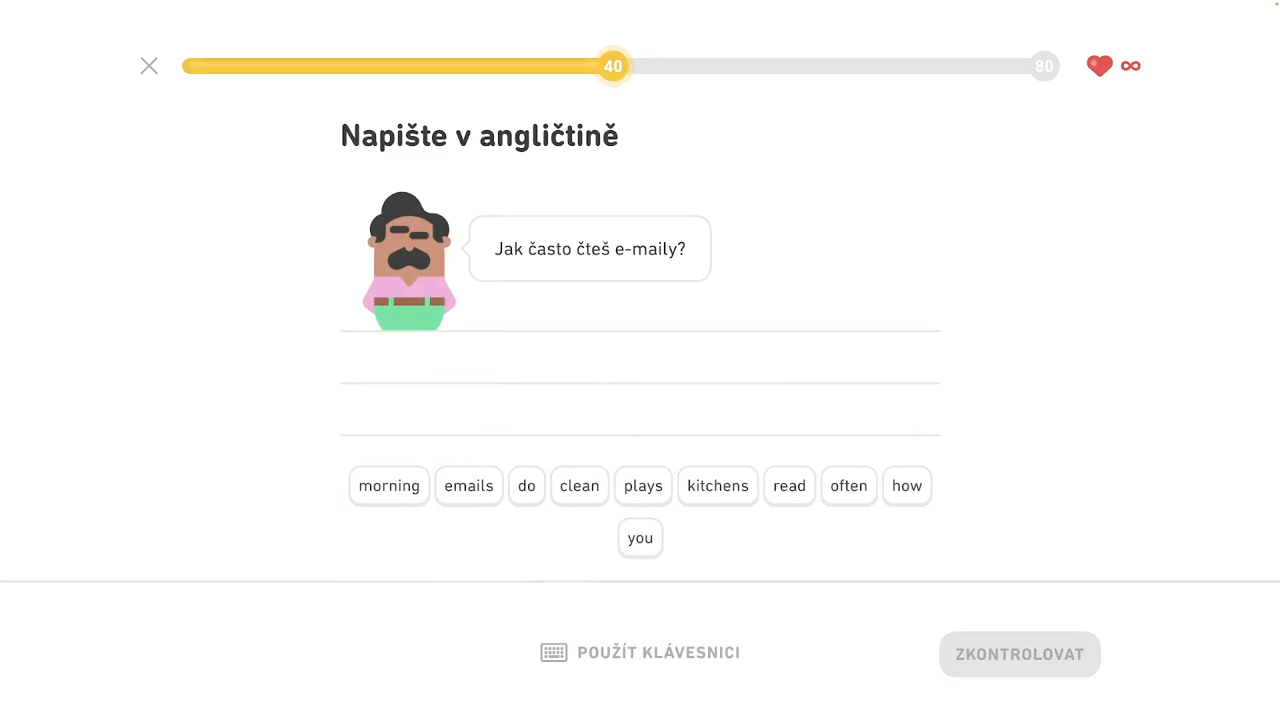 40
80
∞
Napište v angličtině
Jak často čteš e-maily?
morning emails do clean plays kitchens read often how
you
POUŽÍT KLÁVESNICI
ZKONTROLOVAT